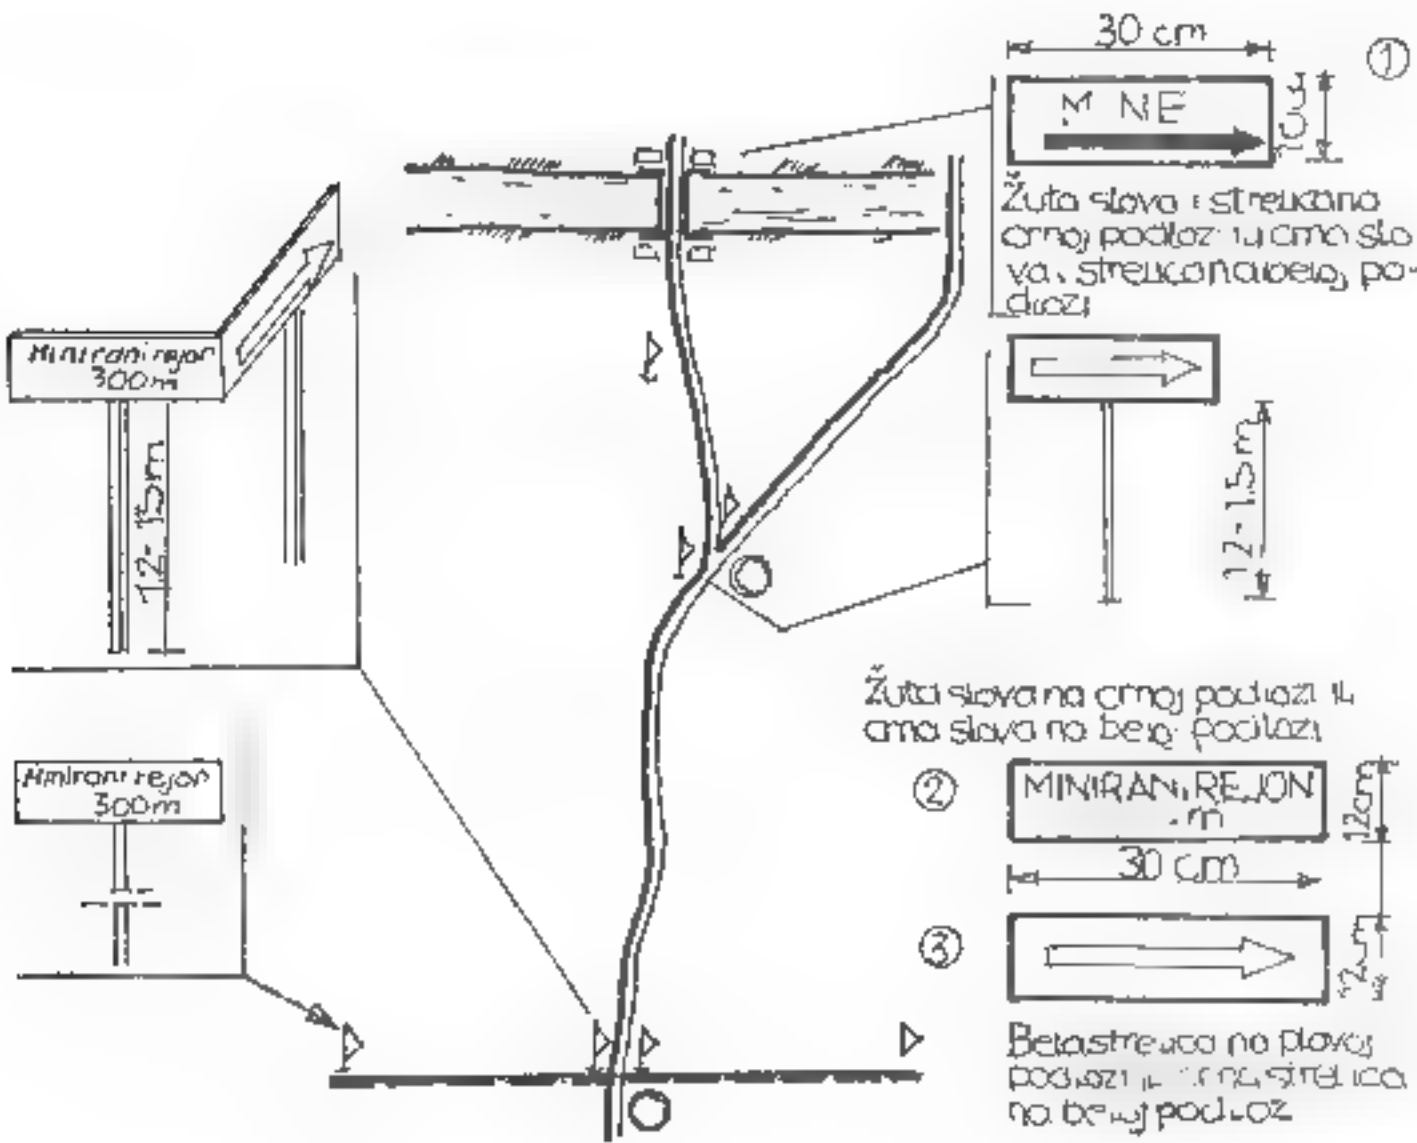 30 cm
①
M NE
Žuta slova i strelica na
crnoj podlozi ili crna slo
va i strelica na beloj po-
dlozi
Minirani rejon
300m
1,2-1,5m
1,2-1,5m
Žuta slova na crnoj podlozi ili
crna slova na beloj podlozi
Minirani rejon
300m
②
MINIRANI REJON
m
12cm
30 cm
③
Bela strelica na plavoj
podlozi ili crna strelica
na beloj podlozi